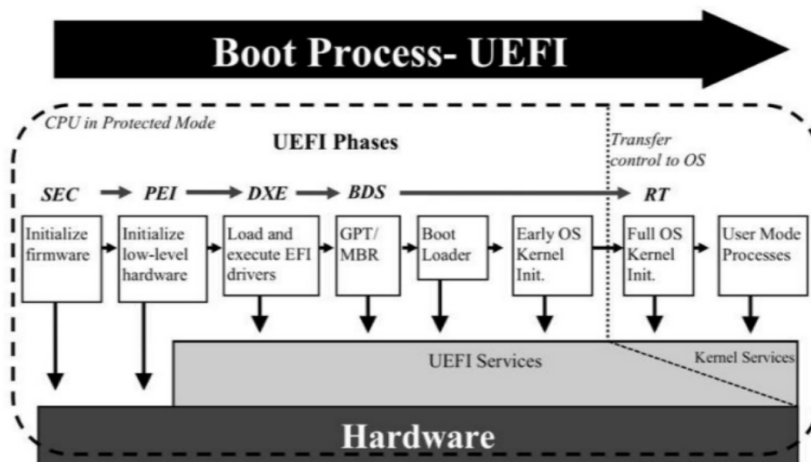 Boot Process- UEFI
CPU in Protected Mode
UEFI Phases
Transfer
control to OS
SEC
PEI
DXE
BDS
RT
Initialize
firmware
Initialize
low-level
hardware
Load and
execute EFI
drivers
GPT/
MBR
Boot
Loader
Early OS
Kernel
Init.
Full OS
Kernel
Init.
User Mode
Processes
UEFI Services
Kernel Services
Hardware